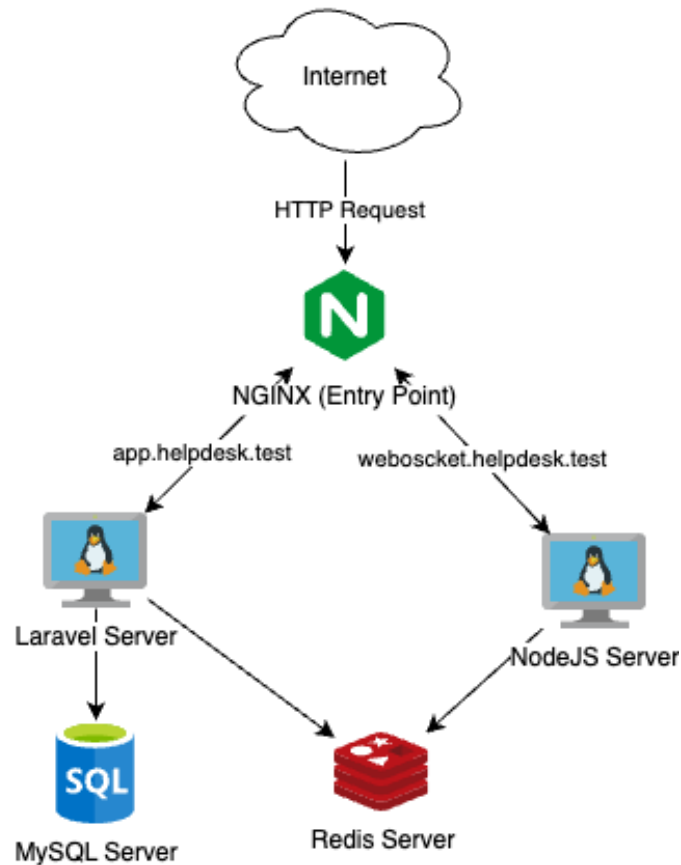 Internet
HTTP Request
N
NGINX (Entry Point)
app.helpdesk.test
weboscket.helpdesk.test
Laravel Server
NodeJS Server
SQL
MySQL Server
Redis Server